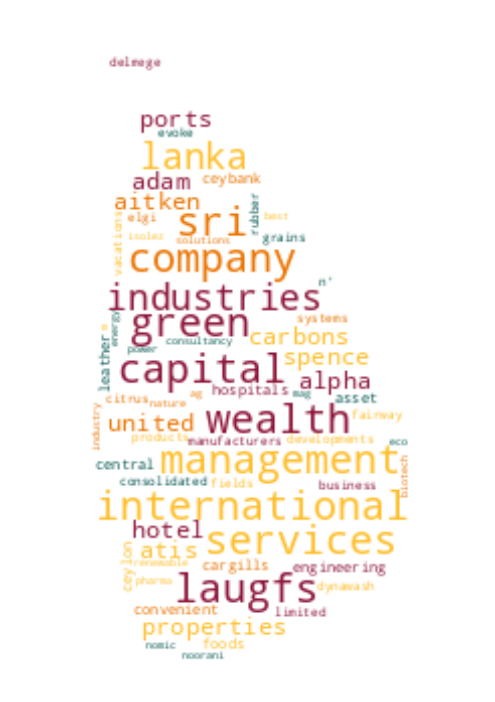 delmege
ports
evoke
lanka
adam ceybank
aitken
elgi sri rubber best
vacations isolez solutions grains
company
n'
industries
energy green systems
leather power consultancy carbons
spence
capital alpha
citrus nature ag hospitals mag asset
industry united wealth fairway
products manufacturers developments eco
central management biotech
consolidated fields business
international
hotel services
ceylon atis
renewable cargills engineering
pharma laugfs dynawash
convenient limited
properties
nomic foods
noorani